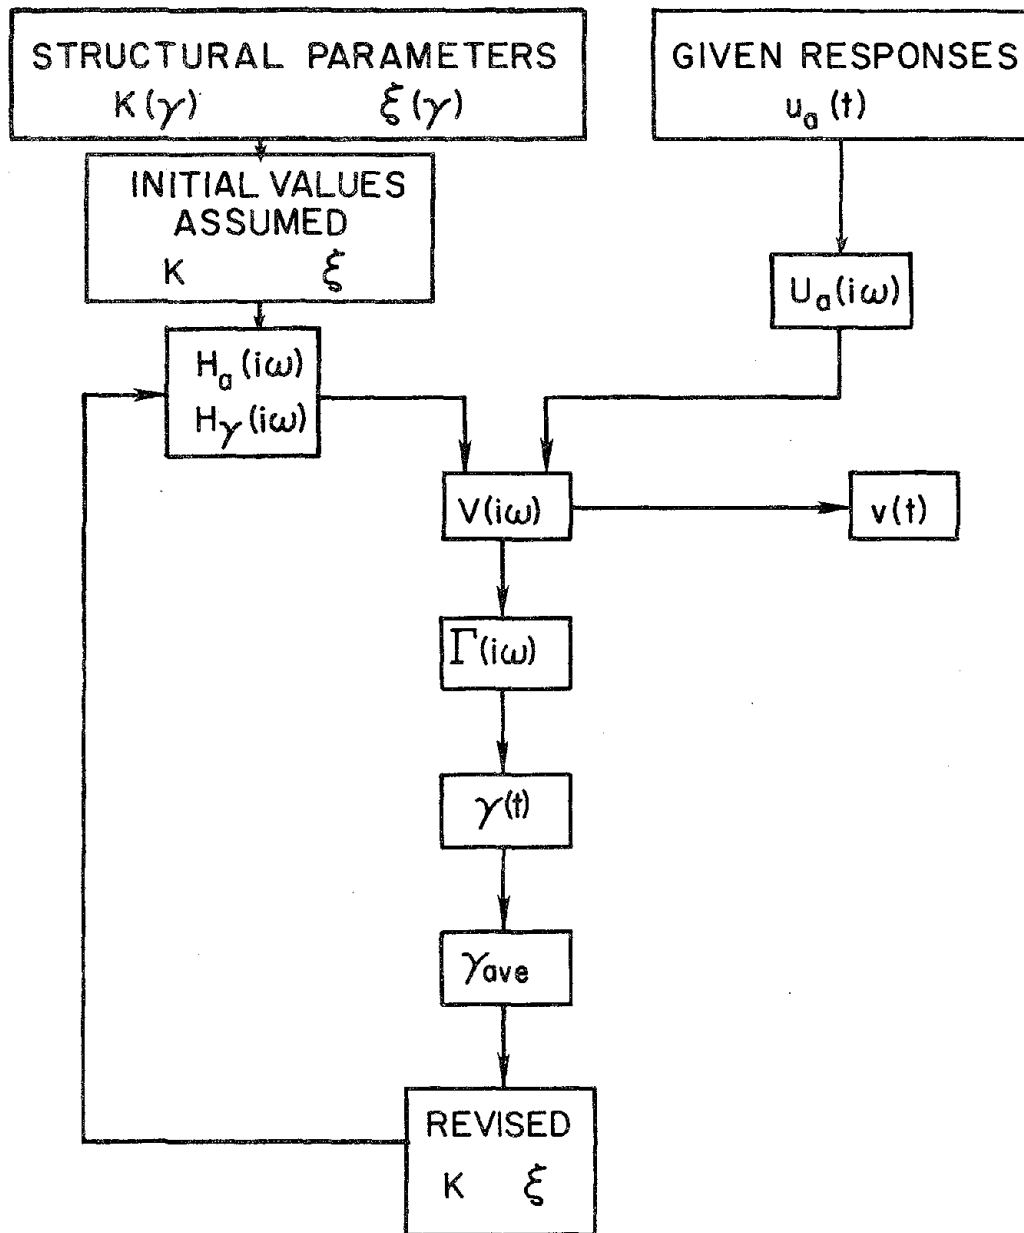 STRUCTURAL PARAMETERS
K(γ) ξ(γ)
GIVEN RESPONSES
uₐ(t)
INITIAL VALUES
ASSUMED
K ξ
Uₐ(iω)
Hₐ(iω)
Hᵧ(iω)
V(iω)
v(t)
Γ(iω)
γ(t)
γave
REVISED
K ξ